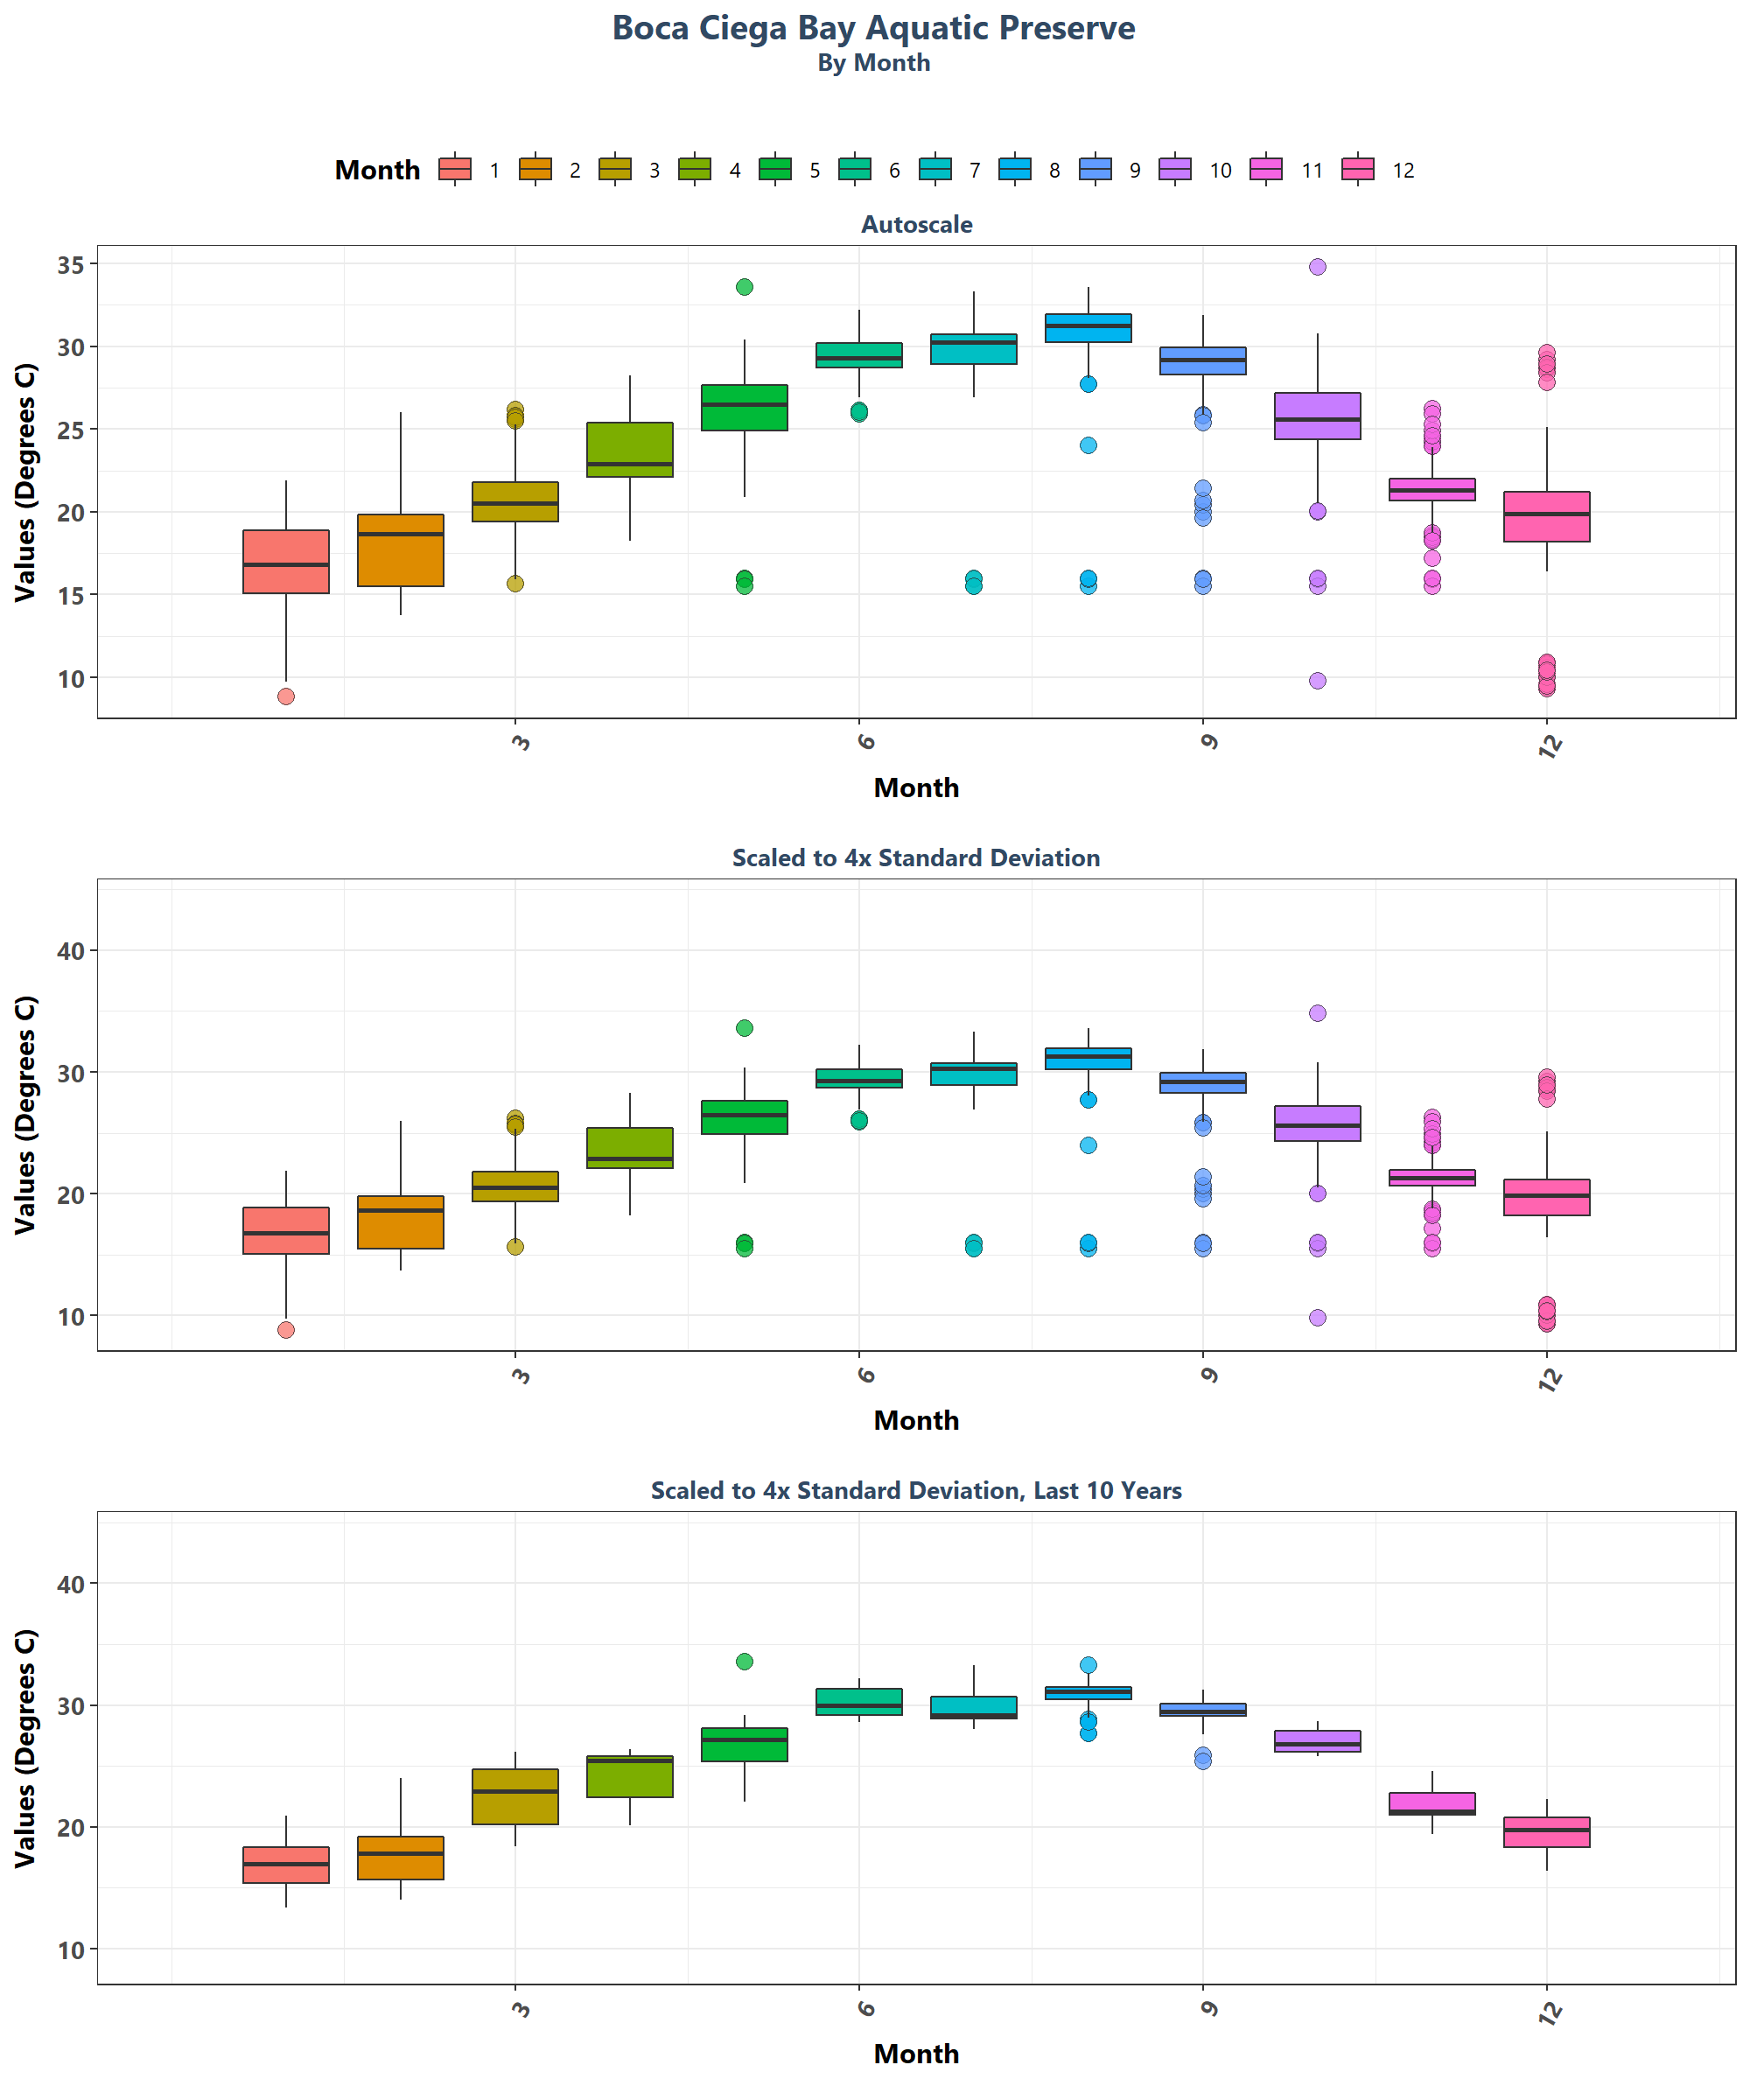 Boca Ciega Bay Aquatic Preserve
By Month
Month 1 2 3 4 5 6 7 8 9 10 11 12
Autoscale
Values (Degrees C)
35
30
25
20
15
10
3 6 9 12
Month
Scaled to 4x Standard Deviation
Values (Degrees C)
40
30
20
10
3 6 9 12
Month
Scaled to 4x Standard Deviation, Last 10 Years
Values (Degrees C)
40
30
20
10
3 6 9 12
Month